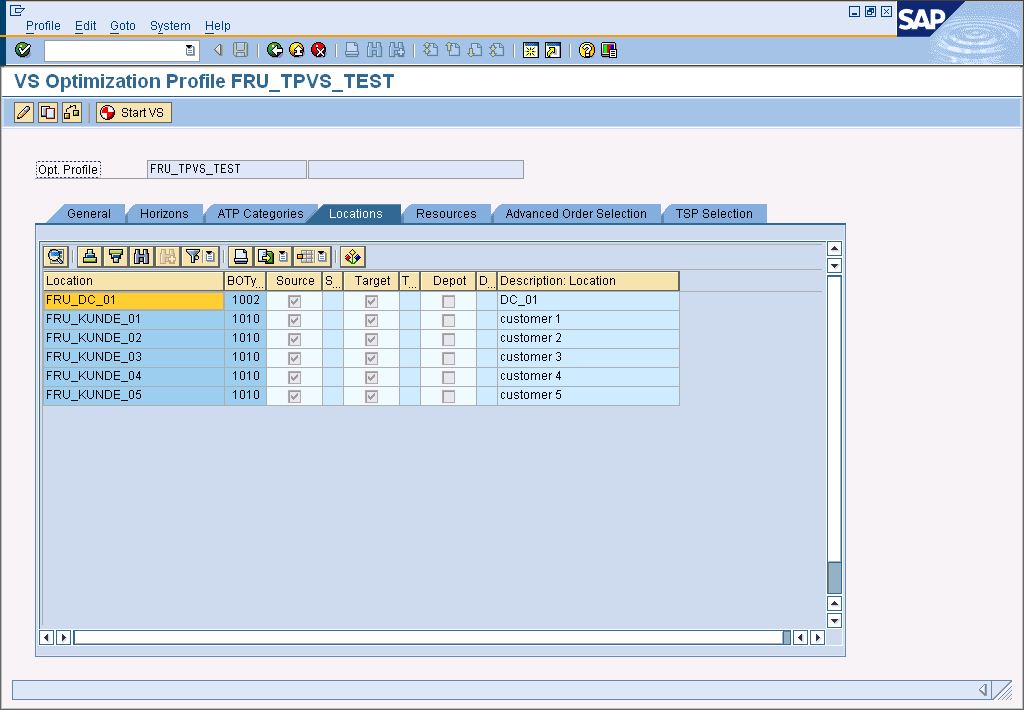 Profile Edit Goto System Help
SAP
VS Optimization Profile FRU_TPVS_TEST
Start VS
Opt. Profile FRU_TPVS_TEST
General Horizons ATP Categories Locations Resources Advanced Order Selection TSP Selection
Location BOTy... Source S... Target T... Depot D... Description: Location
FRU_DC_01 1002 DC_01
FRU_KUNDE_01 1010 customer 1
FRU_KUNDE_02 1010 customer 2
FRU_KUNDE_03 1010 customer 3
FRU_KUNDE_04 1010 customer 4
FRU_KUNDE_05 1010 customer 5